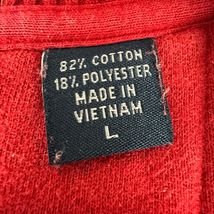 82% COTTON
18% POLYESTER
MADE IN
VIETNAM
L